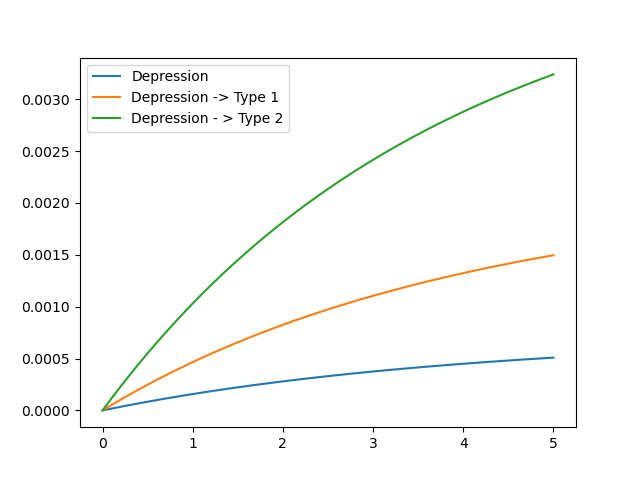 Depression
Depression -> Type 1
Depression - > Type 2
0.0030
0.0025
0.0020
0.0015
0.0010
0.0005
0.0000
0 1 2 3 4 5